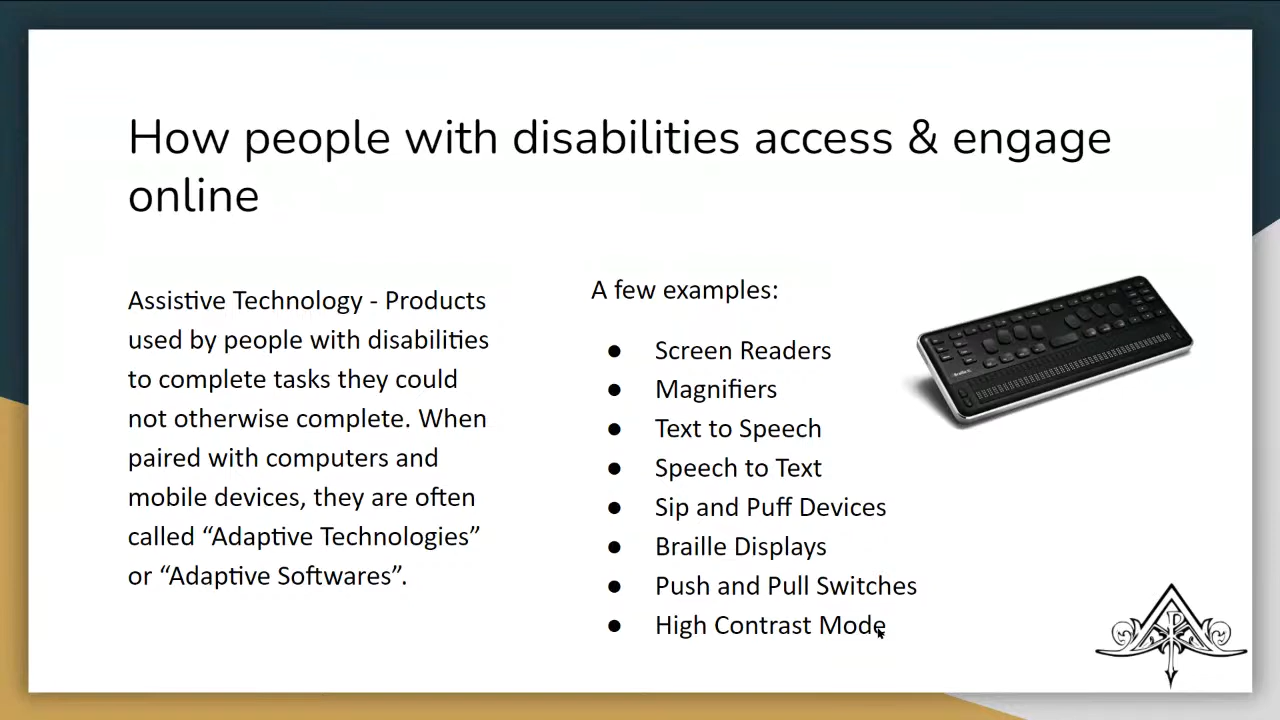 How people with disabilities access & engage
online
Assistive Technology - Products
used by people with disabilities
to complete tasks they could
not otherwise complete. When
paired with computers and
mobile devices, they are often
called “Adaptive Technologies”
or “Adaptive Softwares”.
A few examples:
● Screen Readers
● Magnifiers
● Text to Speech
● Speech to Text
● Sip and Puff Devices
● Braille Displays
● Push and Pull Switches
● High Contrast Mode